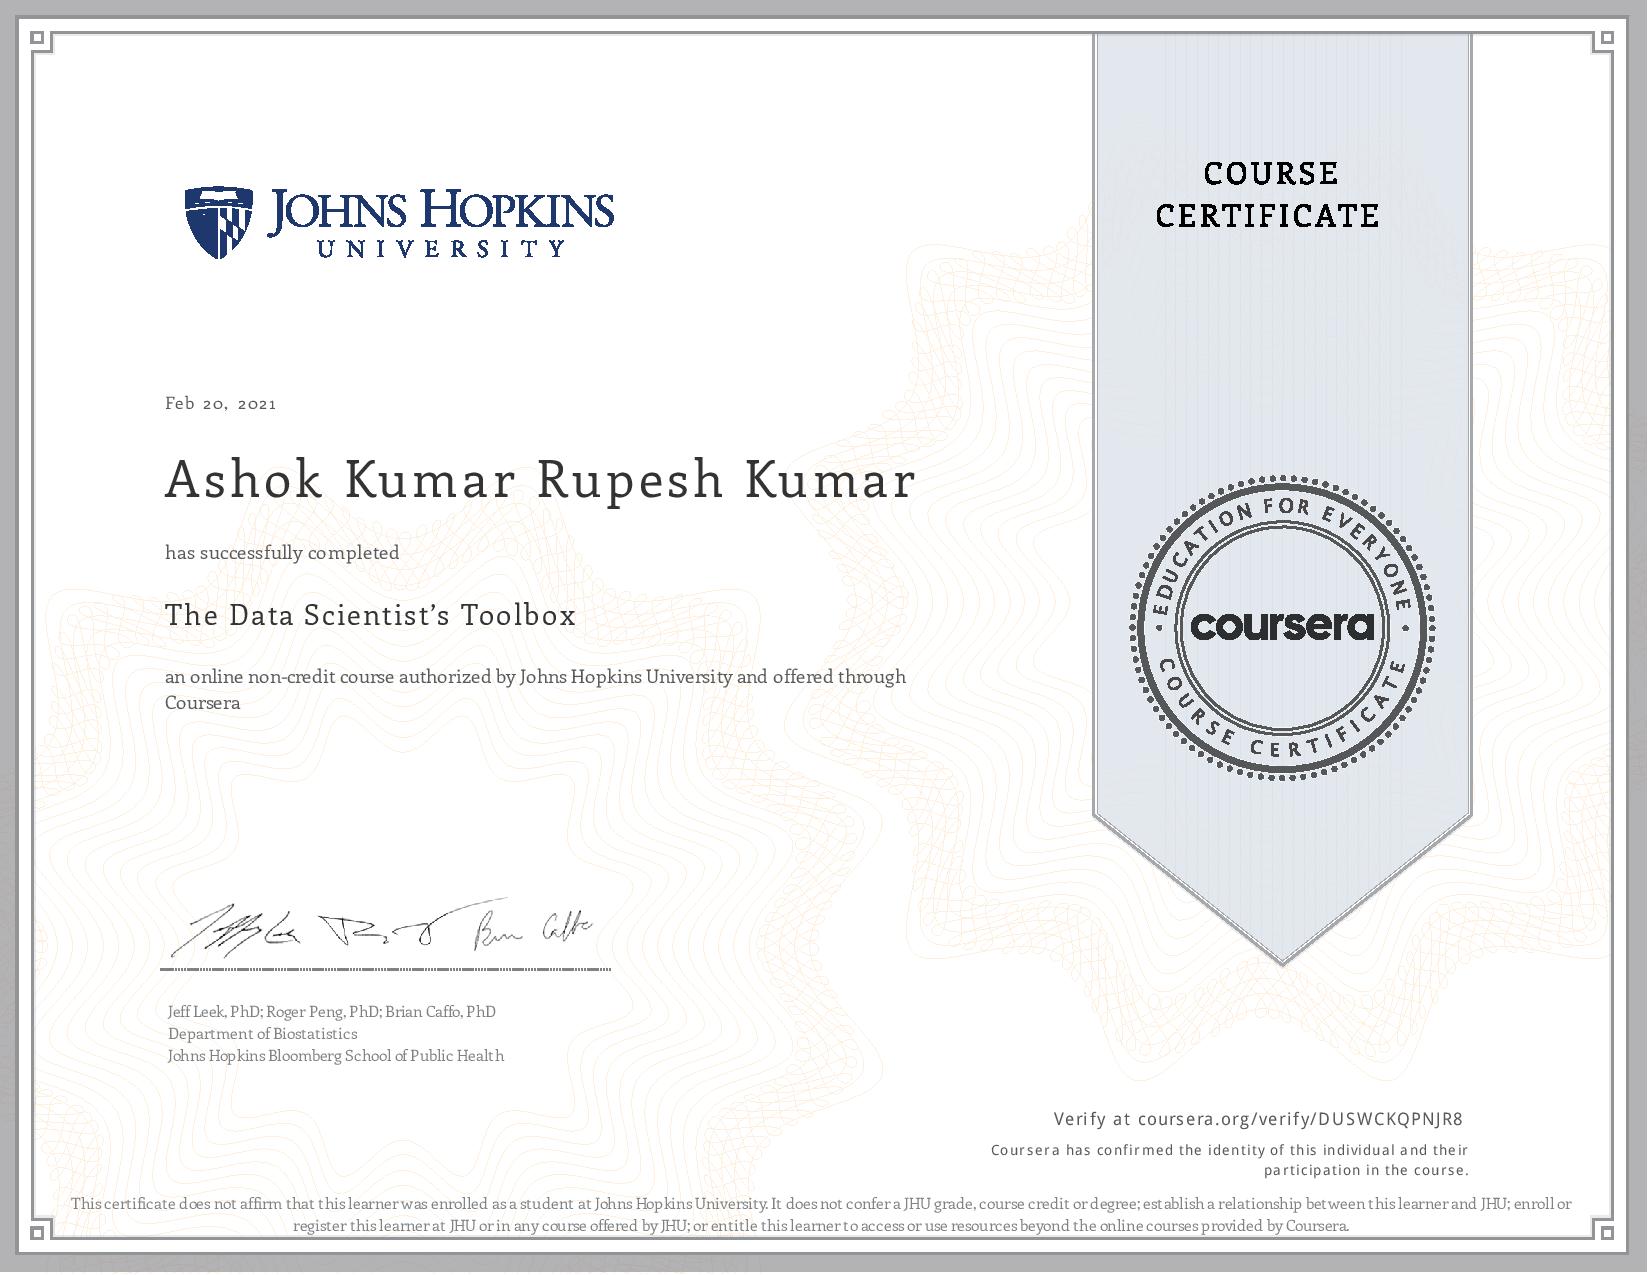 JOHNS HOPKINS
UNIVERSITY
COURSE
CERTIFICATE
Feb 20, 2021
Ashok Kumar Rupesh Kumar
has successfully completed
The Data Scientist’s Toolbox
an online non-credit course authorized by Johns Hopkins University and offered through
Coursera
EDUCATION FOR EVERYONE
coursera
COURSE CERTIFICATE
Jeff Leek, PhD; Roger Peng, PhD; Brian Caffo, PhD
Department of Biostatistics
Johns Hopkins Bloomberg School of Public Health
Verify at coursera.org/verify/DUSWCKQPNJR8
Coursera has confirmed the identity of this individual and their
participation in the course.
This certificate does not affirm that this learner was enrolled as a student at Johns Hopkins University. It does not confer a JHU grade, course credit or degree; establish a relationship between this learner and JHU; enroll or
register this learner at JHU or in any course offered by JHU; or entitle this learner to access or use resources beyond the online courses provided by Coursera.